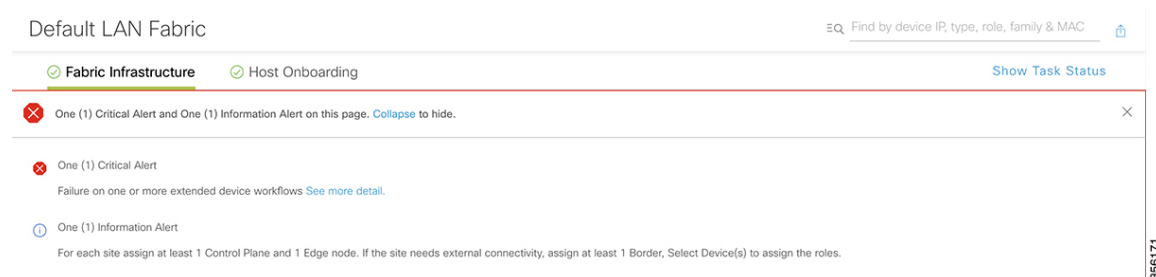 Default LAN Fabric
Find by device IP, type, role, family & MAC
Fabric Infrastructure
Host Onboarding
Show Task Status
One (1) Critical Alert and One (1) Information Alert on this page. Collapse to hide.
One (1) Critical Alert
Failure on one or more extended device workflows See more detail.
One (1) Information Alert
For each site assign at least 1 Control Plane and 1 Edge node. If the site needs external connectivity, assign at least 1 Border, Select Device(s) to assign the roles.
356171